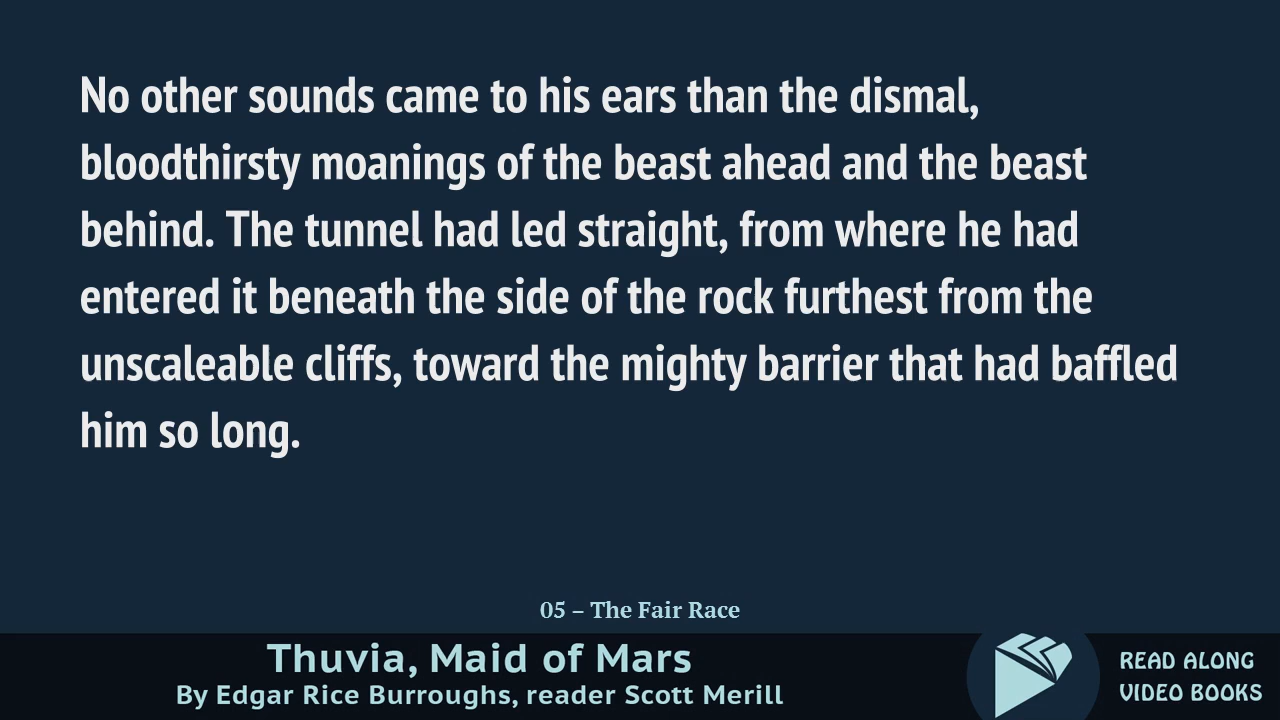 No other sounds came to his ears than the dismal,
bloodthirsty moanings of the beast ahead and the beast
behind. The tunnel had led straight, from where he had
entered it beneath the side of the rock furthest from the
unscaleable cliffs, toward the mighty barrier that had baffled
him so long.
05 – The Fair Race
Thuvia, Maid of Mars
By Edgar Rice Burroughs, reader Scott Merill
READ ALONG
VIDEO BOOKS